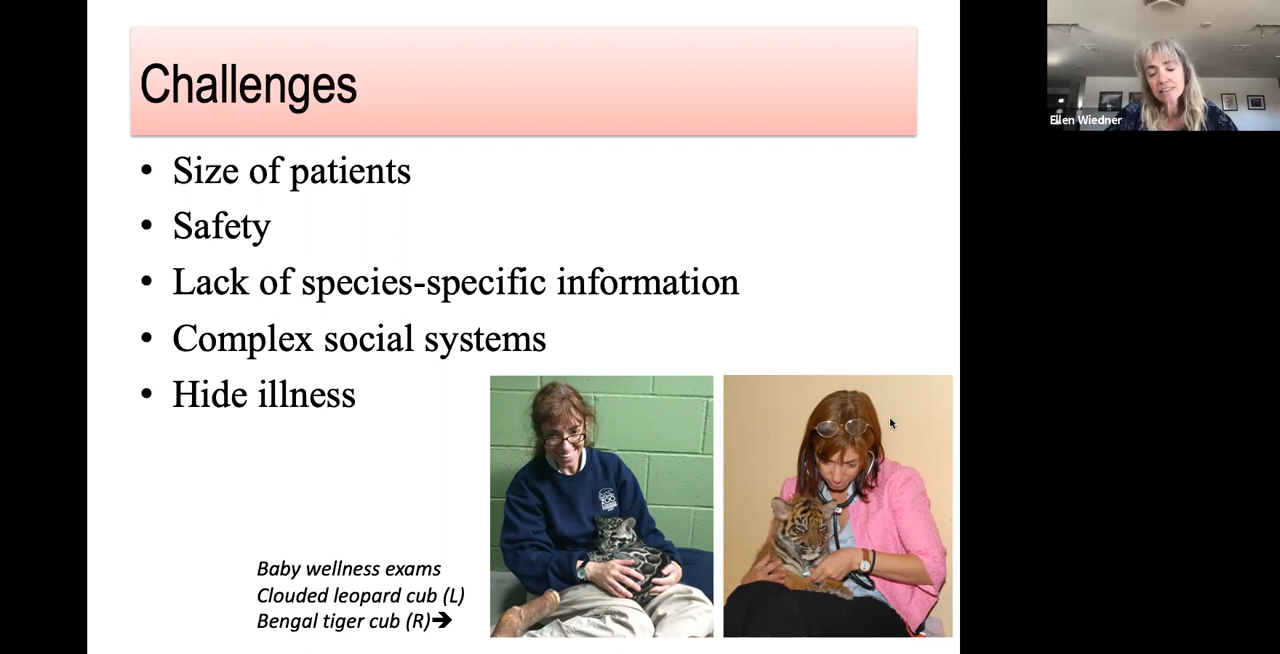 Challenges
• Size of patients
• Safety
• Lack of species-specific information
• Complex social systems
• Hide illness
Baby wellness exams
Clouded leopard cub (L)
Bengal tiger cub (R)➔
ZOO
Ellen Wiedner